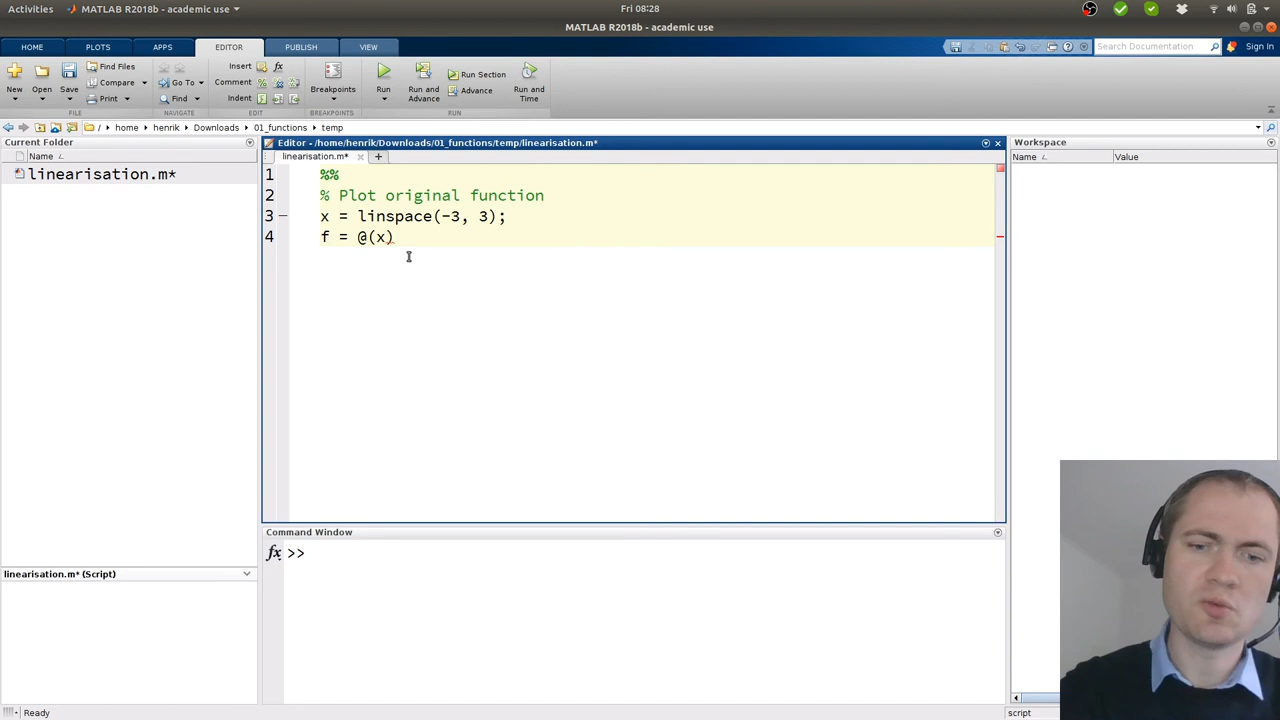 Activities
MATLAB R2018b - academic use
Fri 08:28
MATLAB R2018b - academic use
HOME
PLOTS
APPS
EDITOR
PUBLISH
VIEW
Search Documentation
Sign In
New
Open
Save
Find Files
Compare
Print
Go To
Find
Insert
fx
Comment
Indent
Breakpoints
Run
Run and Advance
Run Section
Advance
Run and Time
FILE
NAVIGATE
EDIT
BREAKPOINTS
RUN
/ home henrik Downloads 01_functions temp
Current Folder
Name
linearisation.m*
linearisation.m* (Script)
Editor - /home/henrik/Downloads/01_functions/temp/linearisation.m*
linearisation.m*
1 %%
2 % Plot original function
3 x = linspace(-3, 3);
4 f = @(x)
Command Window
fx >>
Workspace
Name
Value
Ready
script